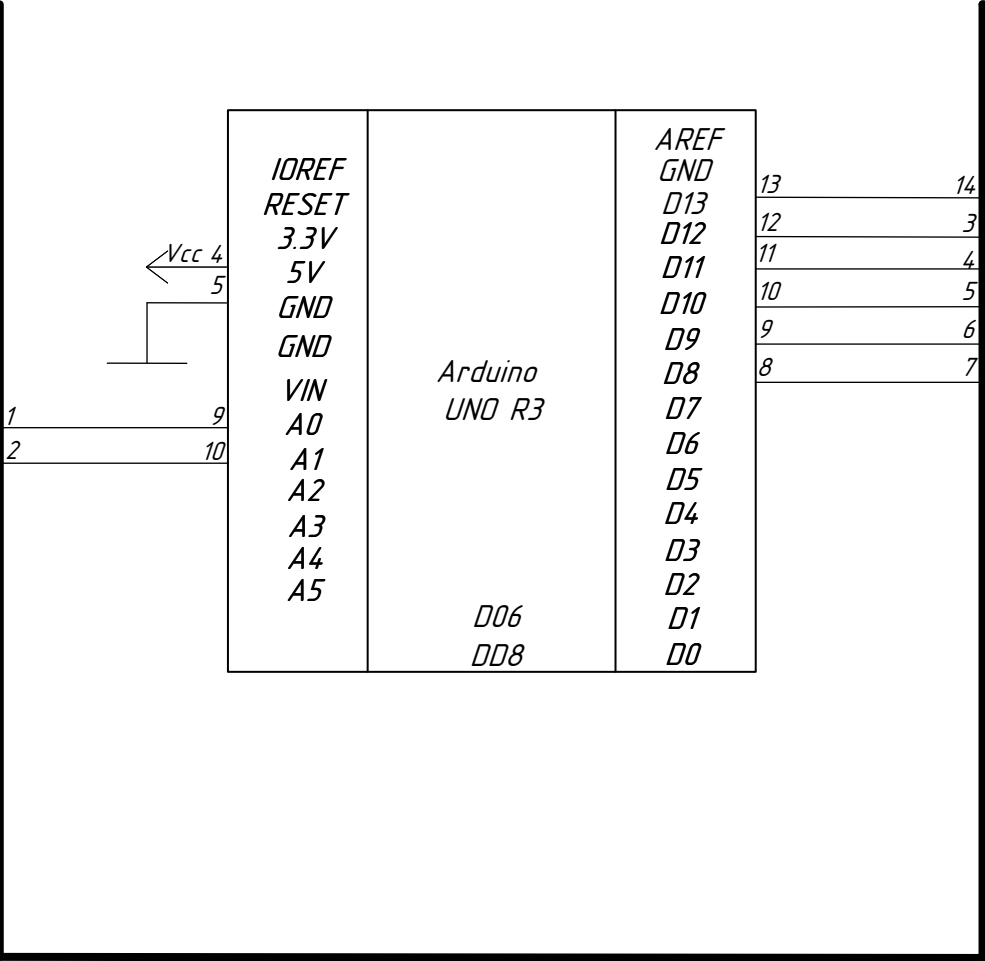 IOREF
RESET
3.3V
5V
GND
GND
VIN
A0
A1
A2
A3
A4
A5
Vcc 4
5
1 9
2 10
Arduino
UNO R3
D06
DD8
AREF
GND
D13
D12
D11
D10
D9
D8
D7
D6
D5
D4
D3
D2
D1
D0
13 14
12 3
11 4
10 5
9 6
8 7